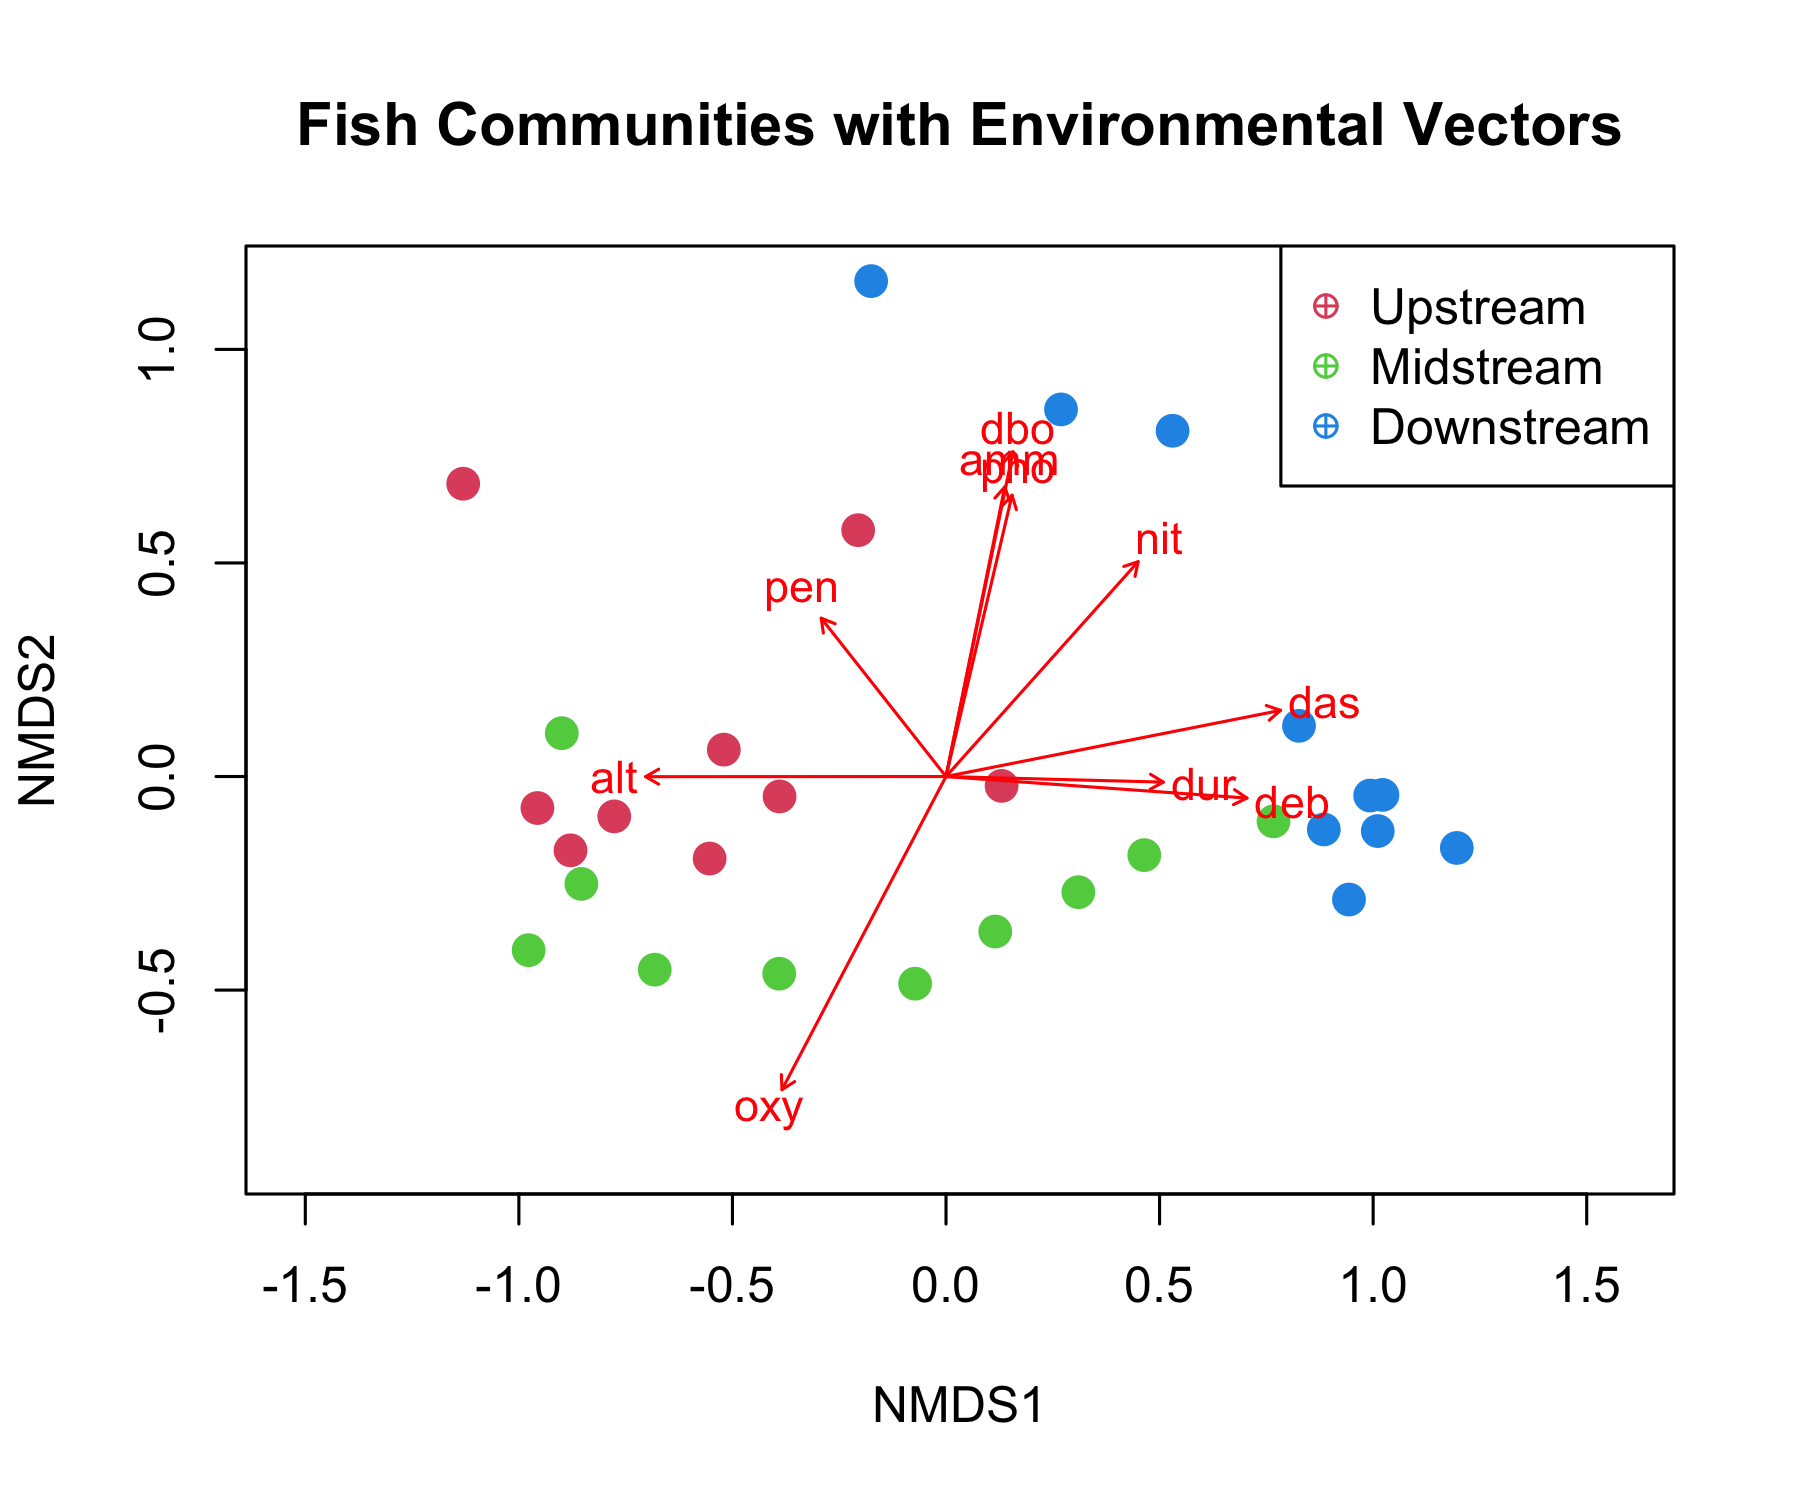 Fish Communities with Environmental Vectors
Upstream
Midstream
Downstream
dbo
amm
pho
nit
pen
das
alt
dur
deb
oxy
NMDS2
1.0
0.5
0.0
-0.5
-1.5 -1.0 -0.5 0.0 0.5 1.0 1.5
NMDS1